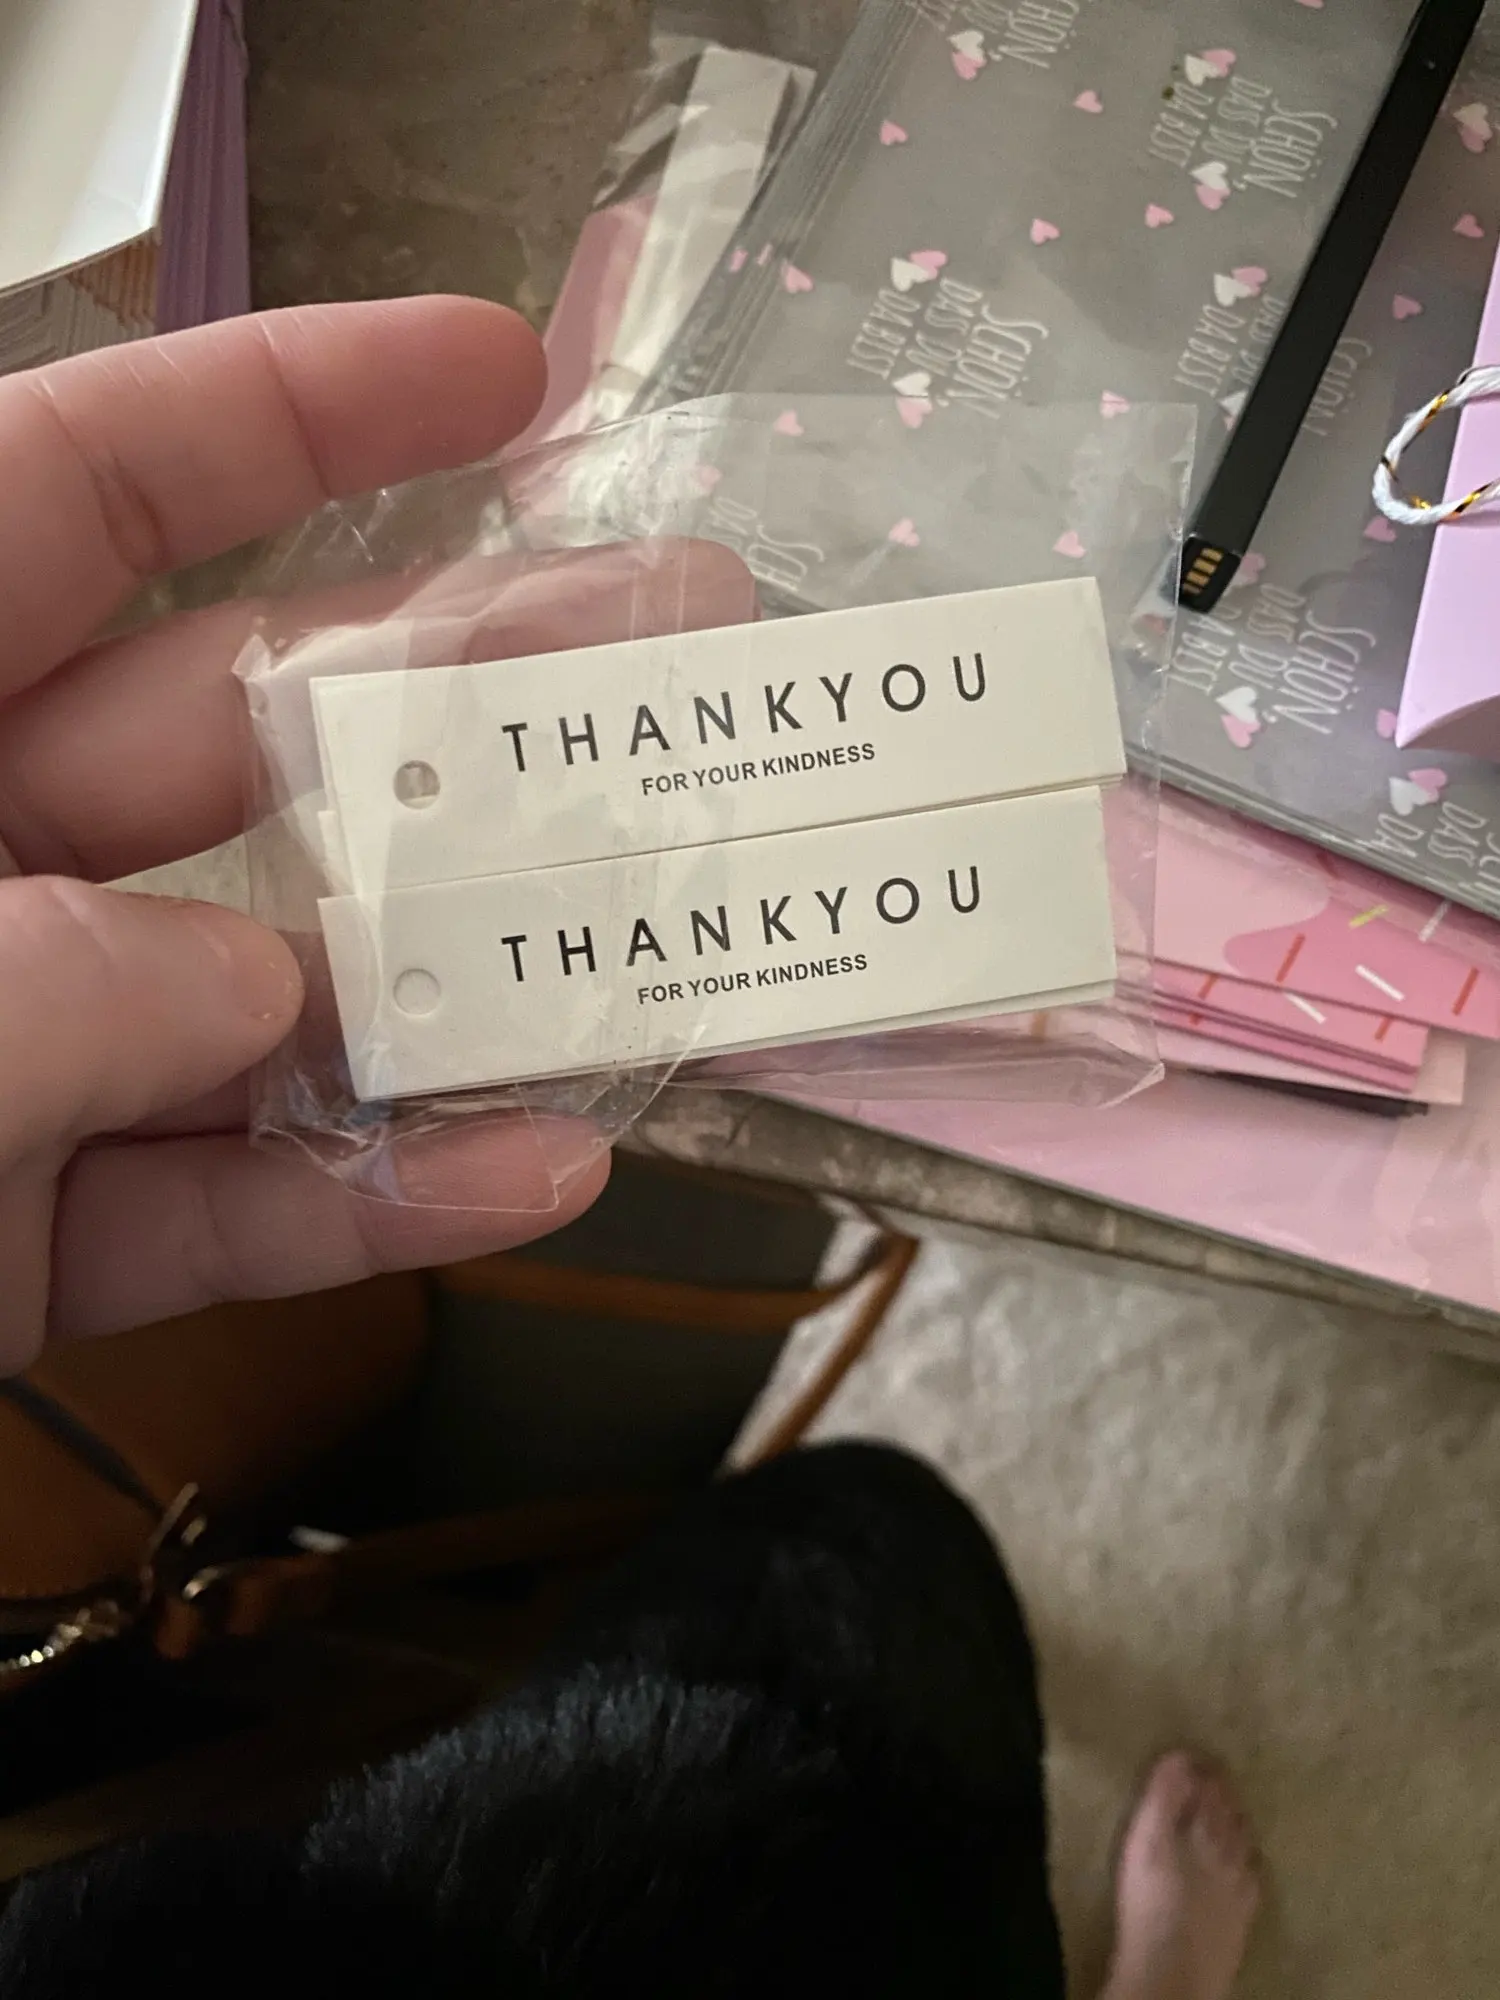 SCHÖN,
DASS DU
DA BIST
SCHÖN,
DASS DU
DA BIST
THANKYOU
FOR YOUR KINDNESS
THANKYOU
FOR YOUR KINDNESS
SCHÖN,
DASS DU
DA BIST